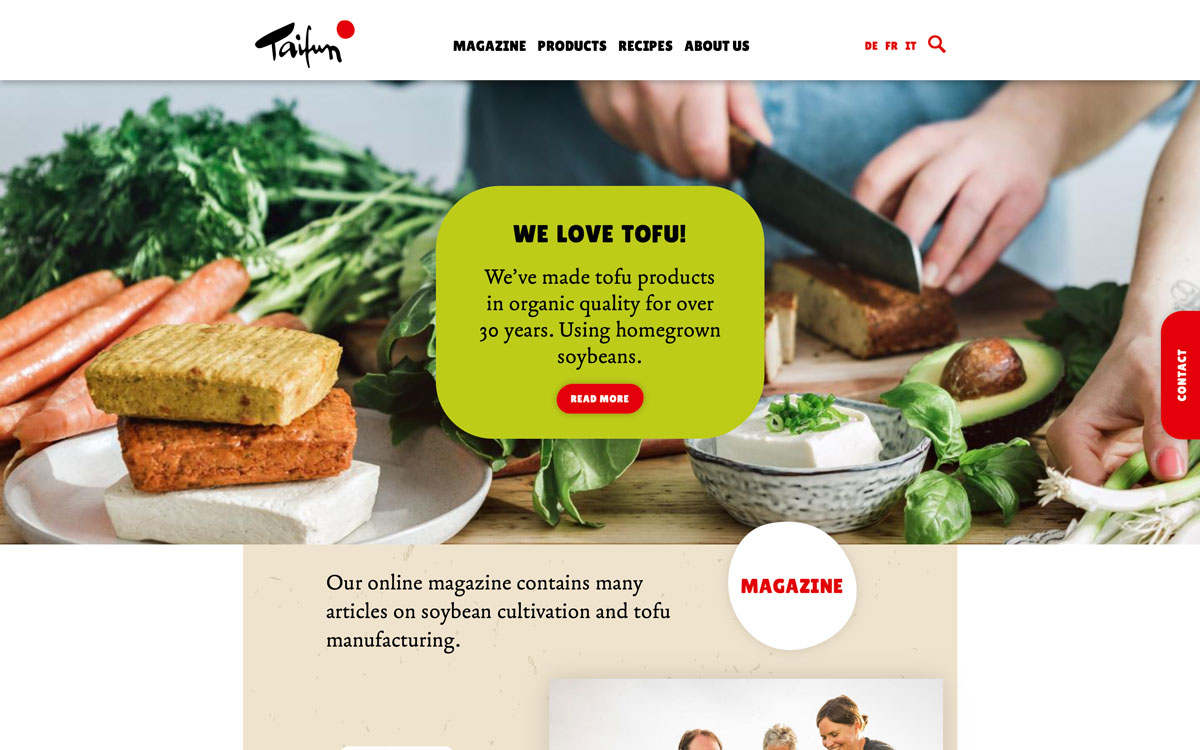 Taifun
MAGAZINE PRODUCTS RECIPES ABOUT US
DE FR IT
WE LOVE TOFU!
We’ve made tofu products
in organic quality for over
30 years. Using homegrown
soybeans.
READ MORE
CONTACT
Our online magazine contains many
articles on soybean cultivation and tofu
manufacturing.
MAGAZINE